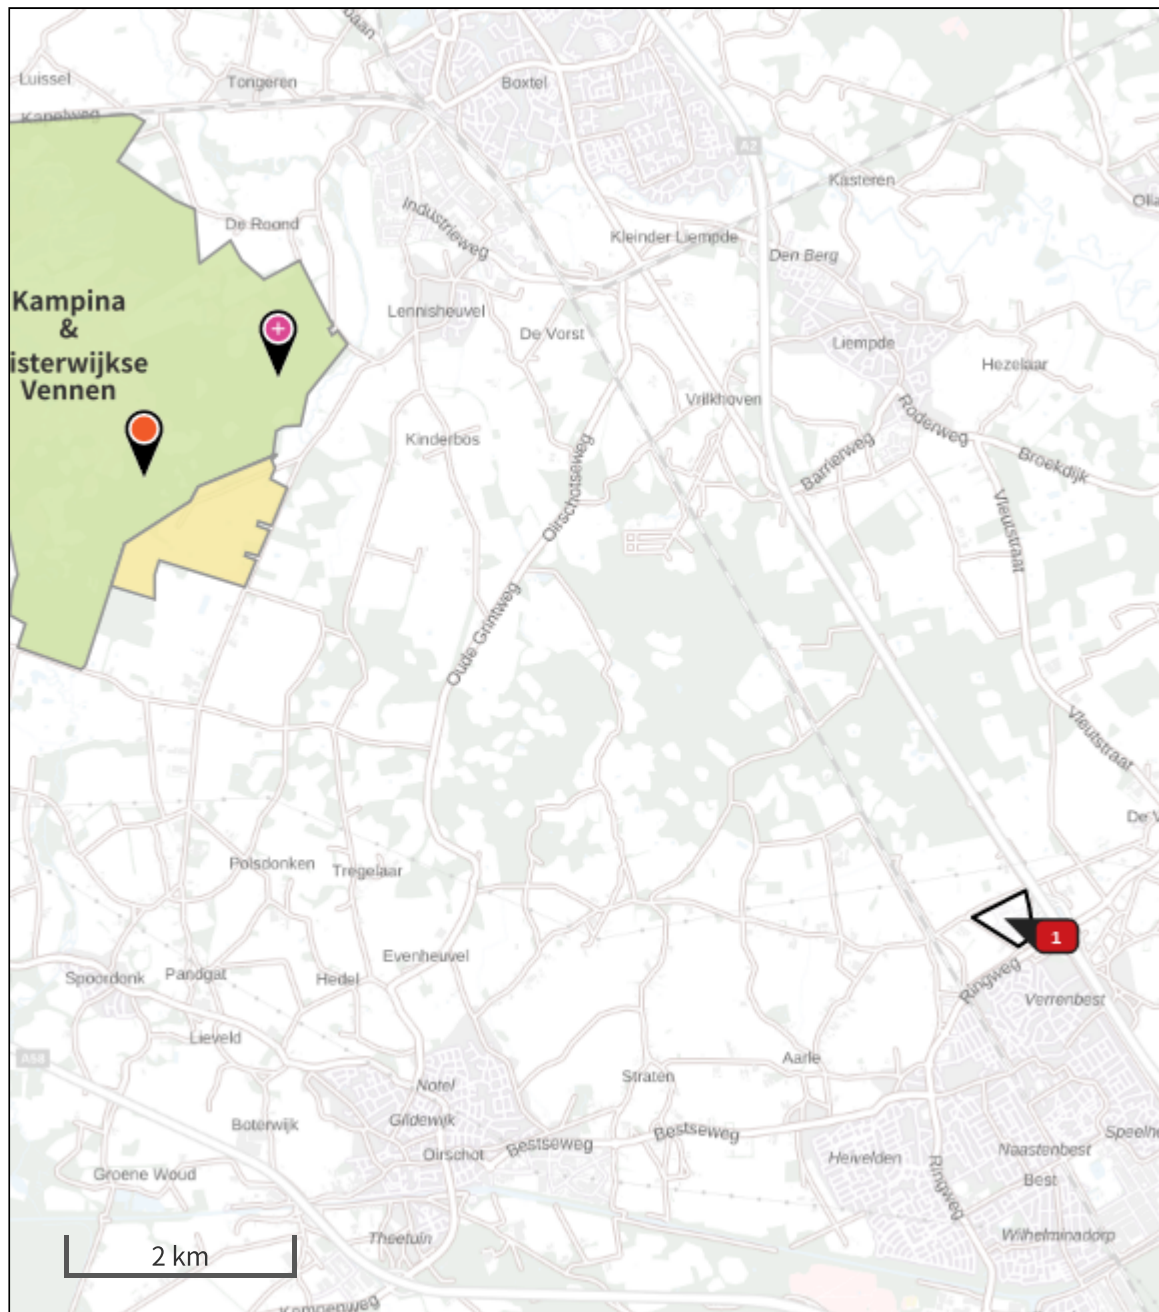 Luissel
Tongeren
Boxtel
Kapelweg
A2
Kasteren
De Roond
Industrieweg
Kleinder Liempde
Den Berg
Kampina
&
isterwijkse
Vennen
+
Lennisheuvel
De Vorst
Liempde
Hezelaar
Vrilkhoven
Roderweg
Kinderbos
Barrierweg
Broekdijk
Oirschotseweg
Vleutstraat
Oude Grintweg
Vleutstraat
Polsdonken
Tregelaar
1
Evenheuvel
Spoordonk
Pandgat
Hedel
Ringweg
Verrenbest
Lieveld
A58
Aarle
Straten
Notel
Gildewijk
Boterwijk
Bestseweg
Bestseweg
Speelhe
Oirschot
Heivelden
Naastenbest
Groene Woud
Ringweg
Best
Theetuin
Wilhelminadorp
2 km
Kempenweg